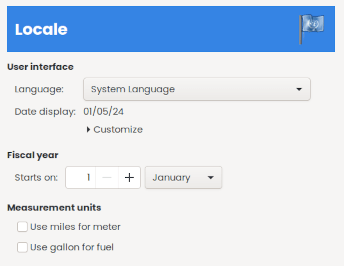 Locale
User interface
Language: System Language
Date display: 01/05/24
Customize
Fiscal year
Starts on: 1 — + January
Measurement units
Use miles for meter
Use gallon for fuel